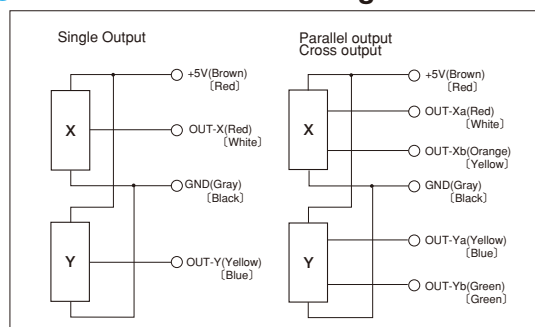 Single Output
+5V(Brown)
〔Red〕
X
OUT-X(Red)
〔White〕
GND(Gray)
〔Black〕
Y
OUT-Y(Yellow)
〔Blue〕
Parallel output
Cross output
+5V(Brown)
〔Red〕
X
OUT-Xa(Red)
〔White〕
OUT-Xb(Orange)
〔Yellow〕
GND(Gray)
〔Black〕
Y
OUT-Ya(Yellow)
〔Blue〕
OUT-Yb(Green)
〔Green〕